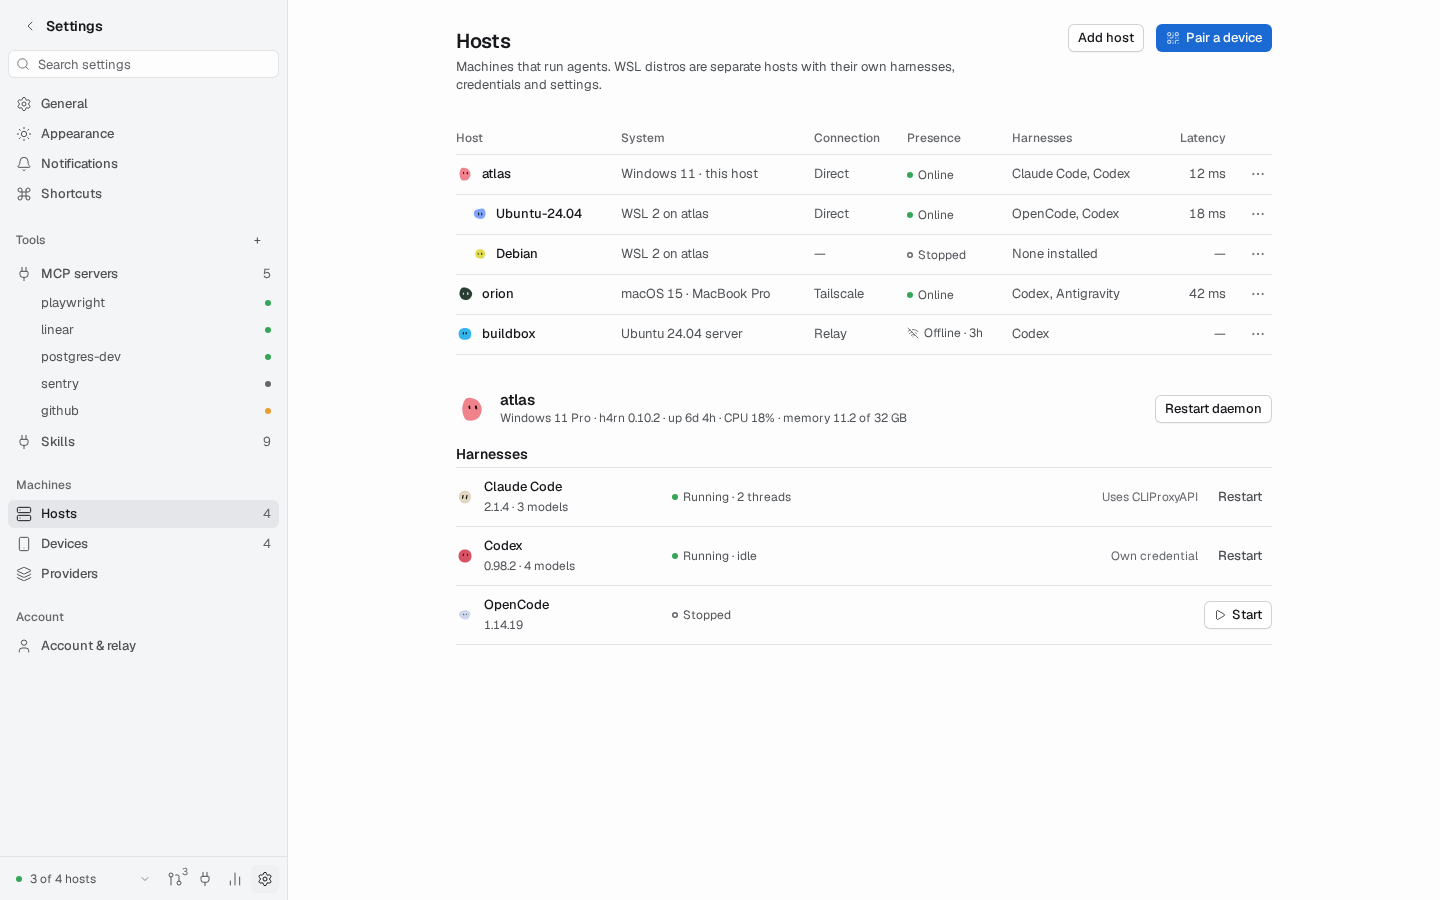 Settings
Search settings
General
Appearance
Notifications
Shortcuts
Tools
+
MCP servers 5
playwright
linear
postgres-dev
sentry
github
Skills 9
Machines
Hosts 4
Devices 4
Providers
Account
Account & relay
3 of 4 hosts
3
Hosts
Add host
Pair a device
Machines that run agents. WSL distros are separate hosts with their own harnesses,
credentials and settings.
Host System Connection Presence Harnesses Latency
atlas Windows 11 · this host Direct Online Claude Code, Codex 12 ms ···
Ubuntu-24.04 WSL 2 on atlas Direct Online OpenCode, Codex 18 ms ···
Debian WSL 2 on atlas — Stopped None installed — ···
orion macOS 15 · MacBook Pro Tailscale Online Codex, Antigravity 42 ms ···
buildbox Ubuntu 24.04 server Relay Offline · 3h Codex — ···
atlas
Windows 11 Pro · h4rn 0.10.2 · up 6d 4h · CPU 18% · memory 11.2 of 32 GB
Restart daemon
Harnesses
Claude Code
2.1.4 · 3 models
Running · 2 threads
Uses CLIProxyAPI
Restart
Codex
0.98.2 · 4 models
Running · idle
Own credential
Restart
OpenCode
1.14.19
Stopped
Start